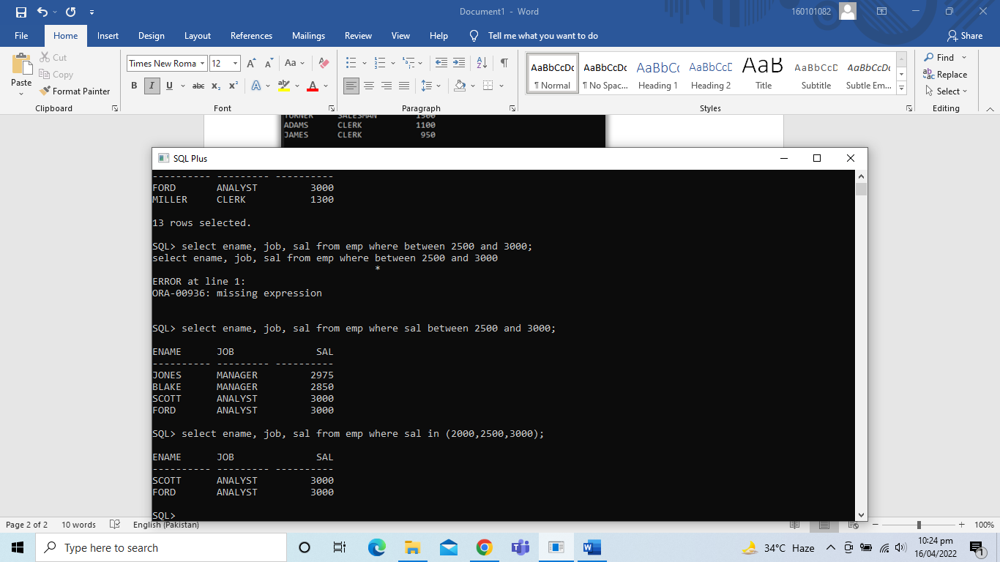 Document1 - Word
160101082
File Home Insert Design Layout References Mailings Review View Help Tell me what you want to do Share
Paste
Cut
Copy
Format Painter
Clipboard
Times New Roma 12
Aa
B I U abc x₂ x²
Font
Paragraph
AaBbCcDc AaBbCcDc AaBbCc AaBbCcD AaB AaBbCcD AaBbCcDc
¶ Normal ¶ No Spac... Heading 1 Heading 2 Title Subtitle Subtle Em...
Styles
Find
Replace
Select
Editing
TURNER SALESMAN 1500
ADAMS CLERK 1100
JAMES CLERK 950
SQL Plus
---------- --------- ----------
FORD ANALYST 3000
MILLER CLERK 1300
13 rows selected.
SQL> select ename, job, sal from emp where between 2500 and 3000;
select ename, job, sal from emp where between 2500 and 3000
*
ERROR at line 1:
ORA-00936: missing expression
SQL> select ename, job, sal from emp where sal between 2500 and 3000;
ENAME JOB SAL
---------- --------- ----------
JONES MANAGER 2975
BLAKE MANAGER 2850
SCOTT ANALYST 3000
FORD ANALYST 3000
SQL> select ename, job, sal from emp where sal in (2000,2500,3000);
ENAME JOB SAL
---------- --------- ----------
SCOTT ANALYST 3000
FORD ANALYST 3000
SQL>
Page 2 of 2 10 words English (Pakistan) 100%
Type here to search
34°C Haze
10:24 pm
16/04/2022
1